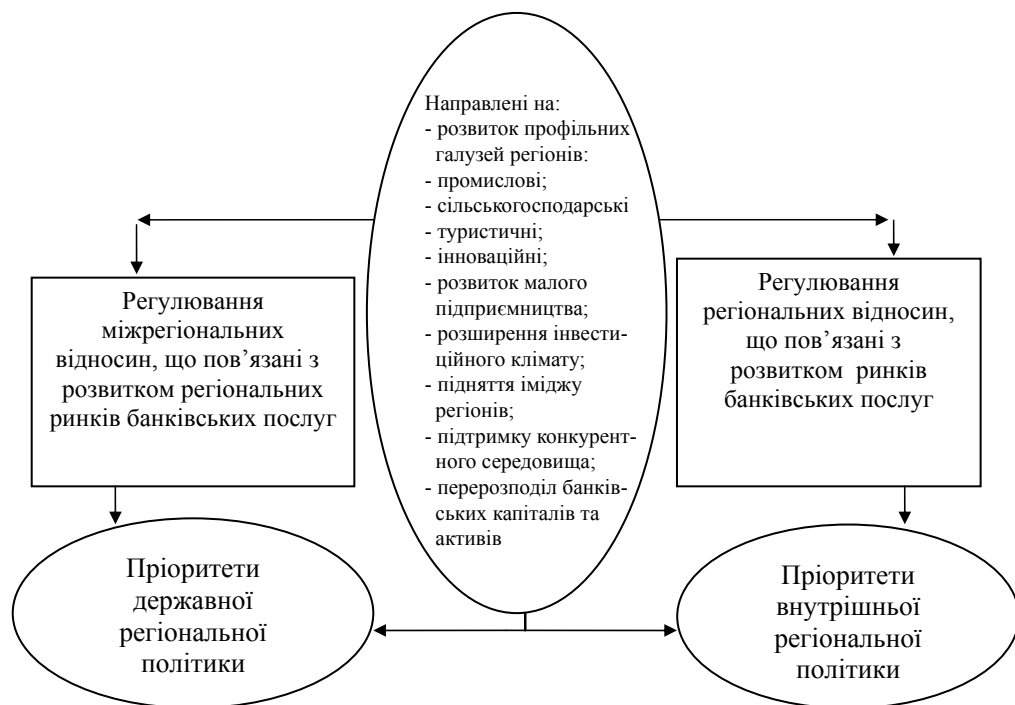 Направлені на:
- розвиток профільних
галузей регіонів:
- промислові;
- сільськогосподарські
- туристичні;
- інноваційні;
- розвиток малого
підприємництва;
- розширення інвести-
ційного клімату;
- підняття іміджу
регіонів;
- підтримку конкурент-
ного середовища;
- перерозподіл банків-
ських капіталів та
активів
Регулювання
міжрегіональних
відносин, що пов’язані з
розвитком регіональних
ринків банківських послуг
Регулювання
регіональних відносин,
що пов’язані з
розвитком ринків
банківських послуг
Пріоритети
державної
регіональної
політики
Пріоритети
внутрішньої
регіональної
політики